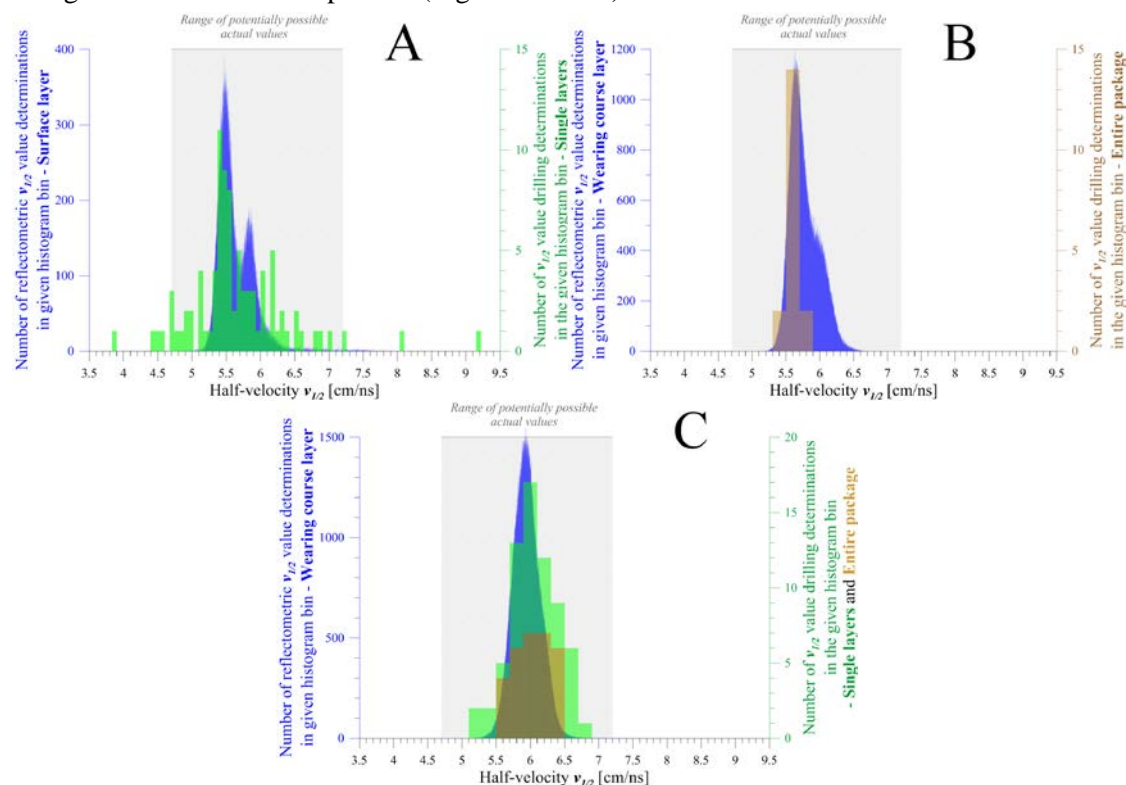 Range of potentially possible
actual values
A
Number of reflectometric v1/2 value determinations
in given histogram bin - Surface layer
400
300
200
100
0
15
10
5
0
Number of v1/2 value drilling determinations
in the given histogram bin - Single layers
3.5 4 4.5 5 5.5 6 6.5 7 7.5 8 8.5 9 9.5
Half-velocity v1/2 [cm/ns]
Range of potentially possible
actual values
B
Number of reflectometric v1/2 value determinations
in given histogram bin - Wearing course layer
1200
1000
800
600
400
200
0
15
10
5
0
Number of v1/2 value drilling determinations
in the given histogram bin - Entire package
3.5 4 4.5 5 5.5 6 6.5 7 7.5 8 8.5 9 9.5
Half-velocity v1/2 [cm/ns]
Range of potentially possible
actual values
C
Number of reflectometric v1/2 value determinations
in given histogram bin - Wearing course layer
1500
1000
500
0
20
15
10
5
0
Number of v1/2 value drilling determinations
in the given histogram bin
- Single layers and Entire package
3.5 4 4.5 5 5.5 6 6.5 7 7.5 8 8.5 9 9.5
Half-velocity v1/2 [cm/ns]